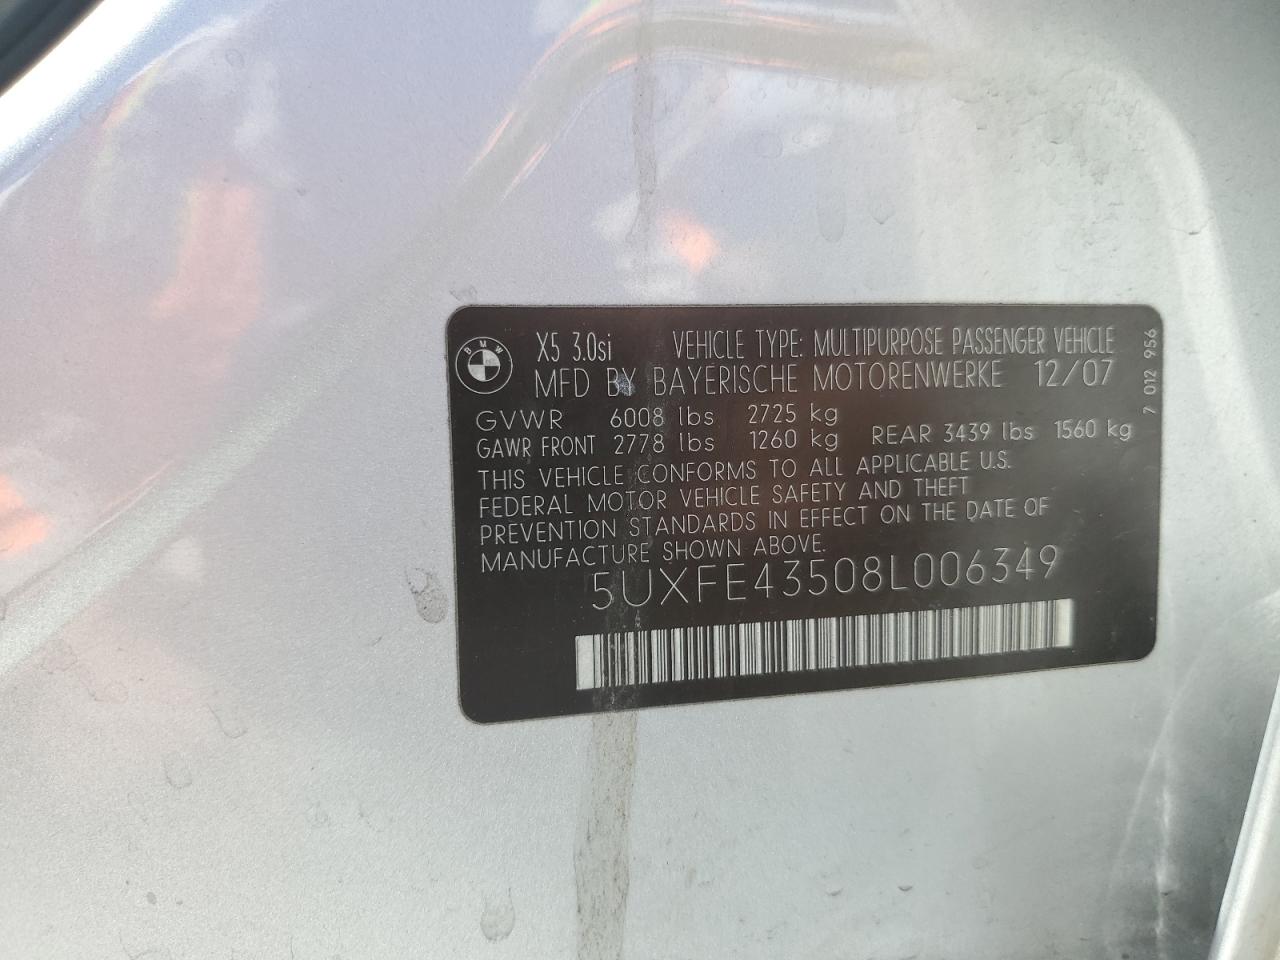 BMW
X5 3.0si VEHICLE TYPE: MULTIPURPOSE PASSENGER VEHICLE
MFD BY BAYERISCHE MOTORENWERKE 12/07
GVWR 6008 lbs 2725 kg
GAWR FRONT 2778 lbs 1260 kg REAR 3439 lbs 1560 kg
THIS VEHICLE CONFORMS TO ALL APPLICABLE U.S.
FEDERAL MOTOR VEHICLE SAFETY AND THEFT
PREVENTION STANDARDS IN EFFECT ON THE DATE OF
MANUFACTURE SHOWN ABOVE.
5UXFE43508L006349
7 012 956